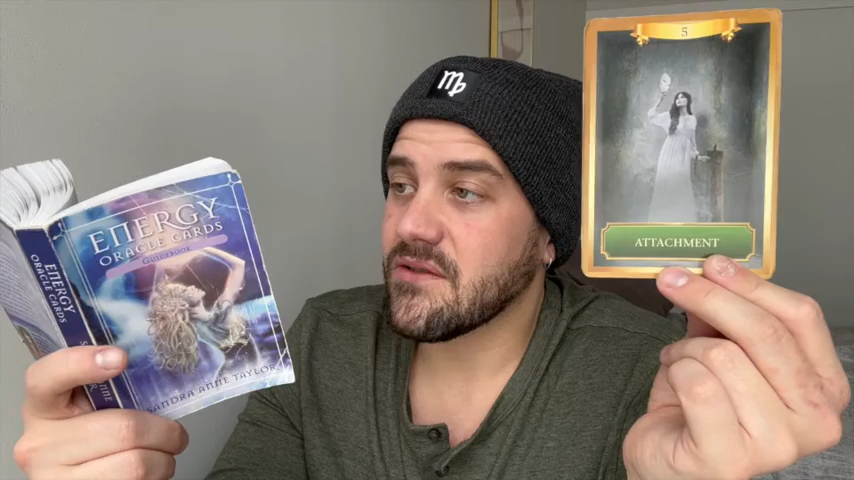 ENERGY
ORACLE CARDS
GUIDEBOOK
SANDRA ANNE TAYLOR
ENERGY
ORACLE CARDS
5
ATTACHMENT